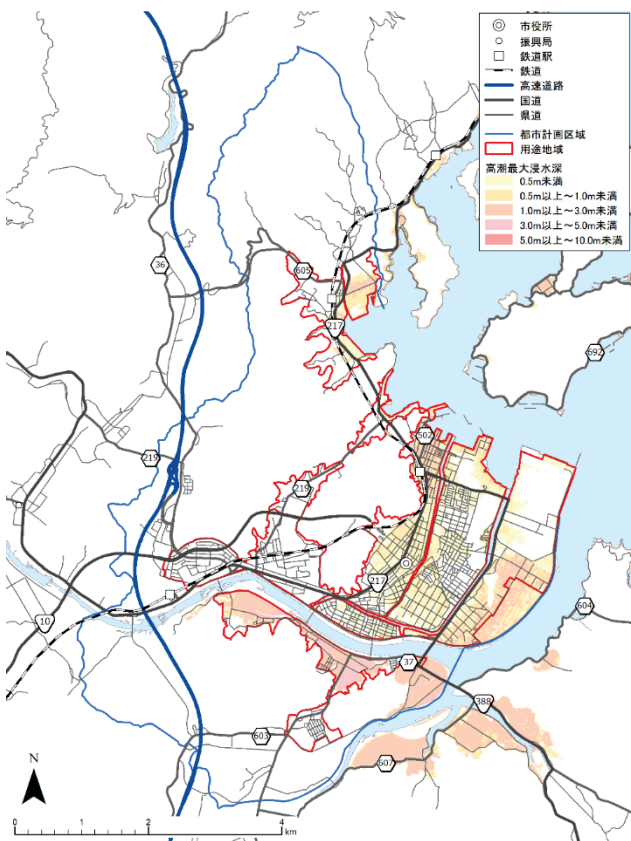 市役所
振興局
鉄道駅
鉄道
高速道路
国道
県道
都市計画区域
用途地域
高潮最大浸水深
0.5m未満
0.5m以上～1.0m未満
1.0m以上～3.0m未満
3.0m以上～5.0m未満
5.0m以上～10.0m未満
36
605
217
692
602
219
219
217
604
10
37
388
603
607
N
0 1 2 4
km